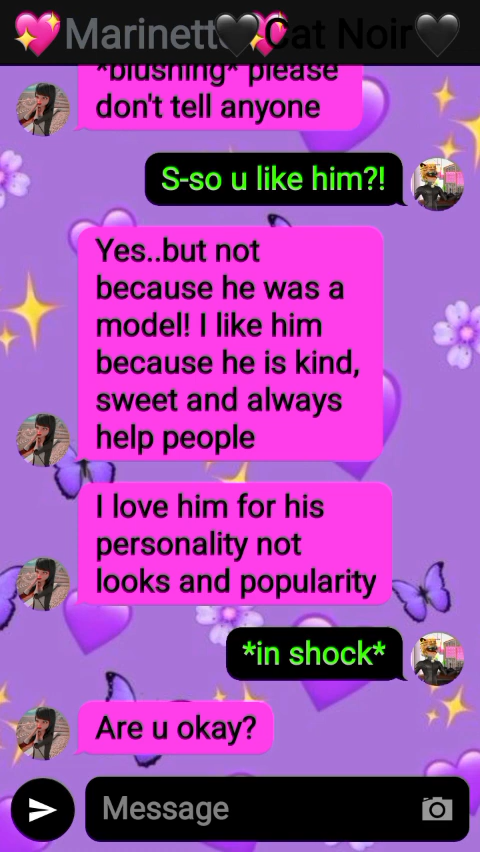 Marinett Cat Noir
*blushing* please
don't tell anyone
S-so u like him?!
Yes..but not
because he was a
model! I like him
because he is kind,
sweet and always
help people
I love him for his
personality not
looks and popularity
*in shock*
Are u okay?
Message